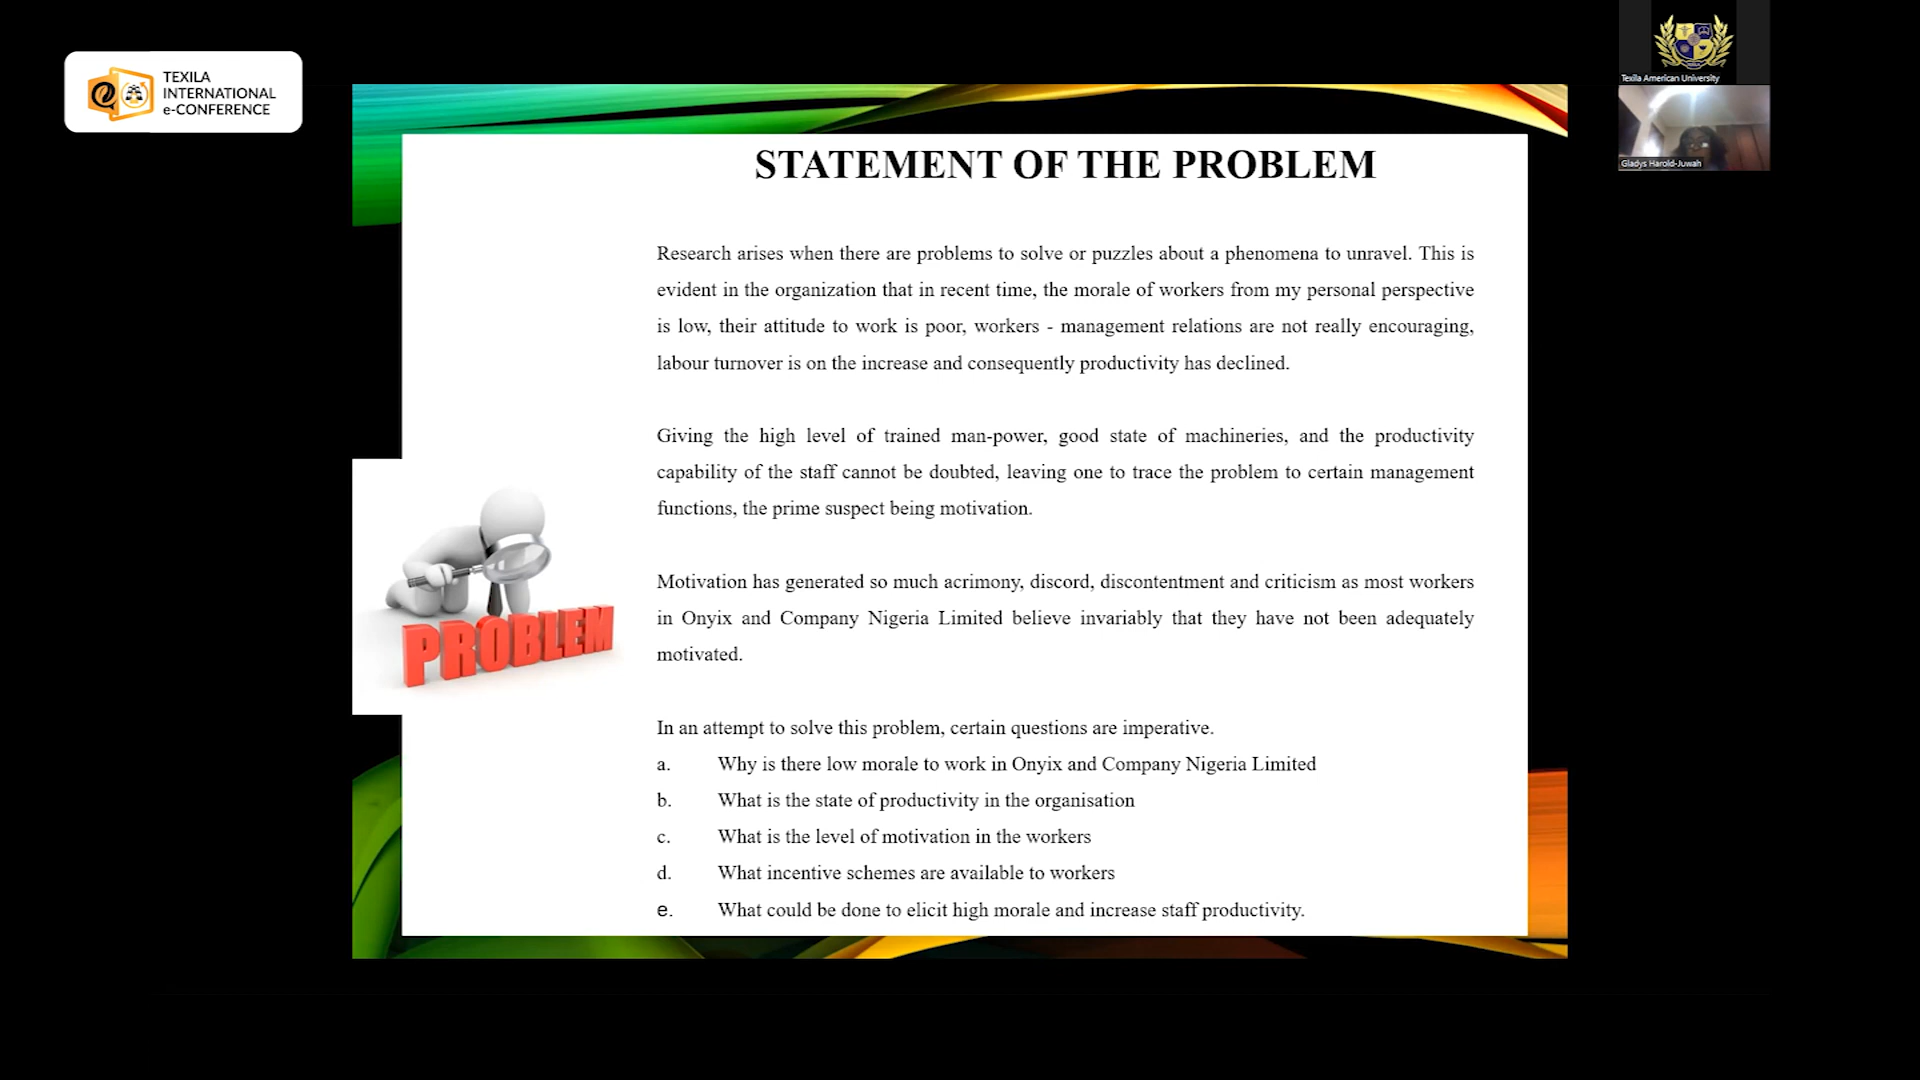 TEXILA
INTERNATIONAL
e-CONFERENCE
Texila American University
Gladys Harold-Juwah
STATEMENT OF THE PROBLEM
Research arises when there are problems to solve or puzzles about a phenomena to unravel. This is
evident in the organization that in recent time, the morale of workers from my personal perspective
is low, their attitude to work is poor, workers - management relations are not really encouraging,
labour turnover is on the increase and consequently productivity has declined.
Giving the high level of trained man-power, good state of machineries, and the productivity
capability of the staff cannot be doubted, leaving one to trace the problem to certain management
functions, the prime suspect being motivation.
Motivation has generated so much acrimony, discord, discontentment and criticism as most workers
in Onyix and Company Nigeria Limited believe invariably that they have not been adequately
motivated.
PROBLEM
In an attempt to solve this problem, certain questions are imperative.
a. Why is there low morale to work in Onyix and Company Nigeria Limited
b. What is the state of productivity in the organisation
c. What is the level of motivation in the workers
d. What incentive schemes are available to workers
e. What could be done to elicit high morale and increase staff productivity.